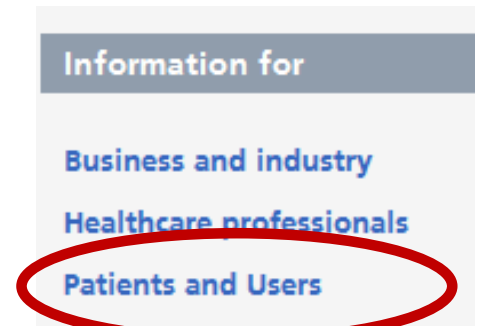 Information for
Business and industry
Healthcare professionals
Patients and Users